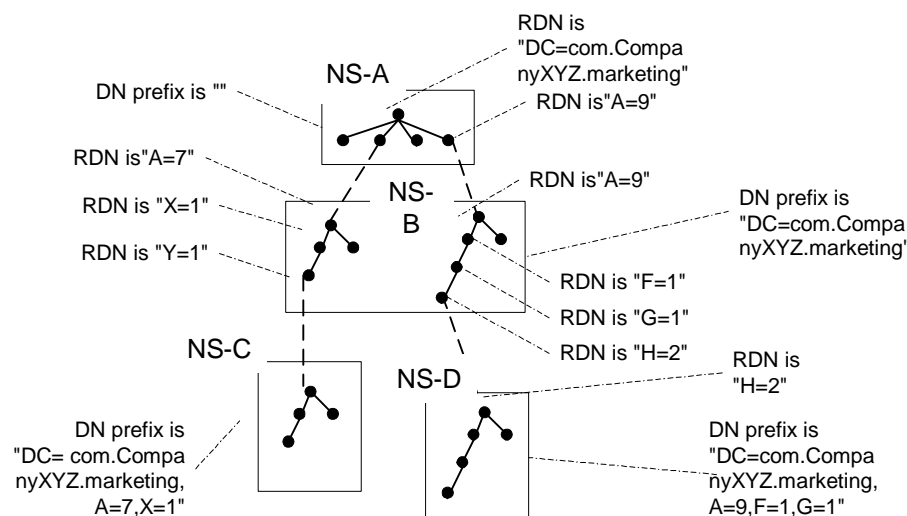 RDN is
"DC=com.Compa
nyXYZ.marketing"
NS-A
DN prefix is ""
RDN is"A=9"
RDN is"A=7"
NS-
B
RDN is"A=9"
RDN is "X=1"
DN prefix is
"DC=com.Compa
nyXYZ.marketing'
RDN is "Y=1"
RDN is "F=1"
RDN is "G=1"
RDN is "H=2"
NS-C
NS-D
RDN is
"H=2"
DN prefix is
"DC= com.Compa
nyXYZ.marketing,
A=7,X=1"
DN prefix is
"DC=com.Compa
nyXYZ.marketing,
A=9,F=1,G=1"